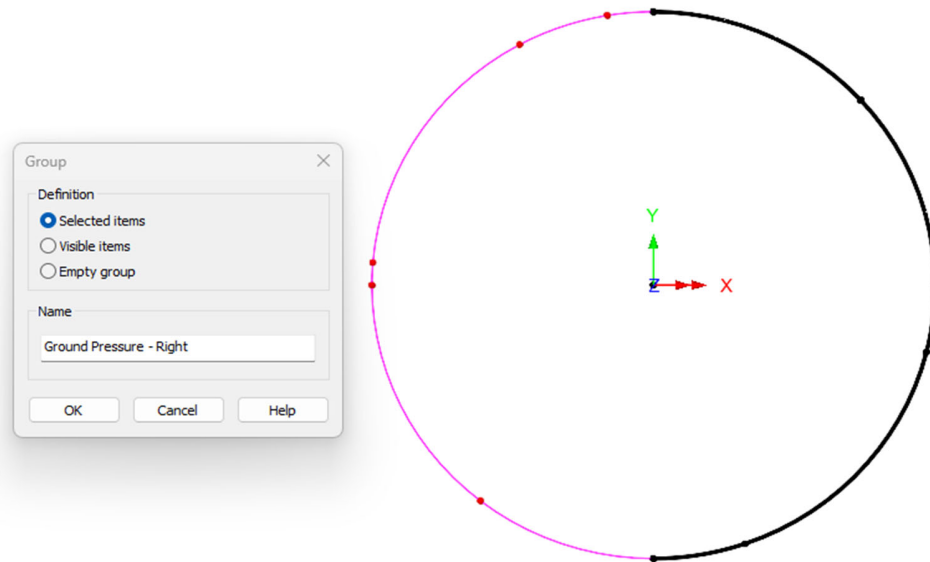 Group
Definition
Selected items
Visible items
Empty group
Name
Ground Pressure - Right
OK Cancel Help
Y
Z X